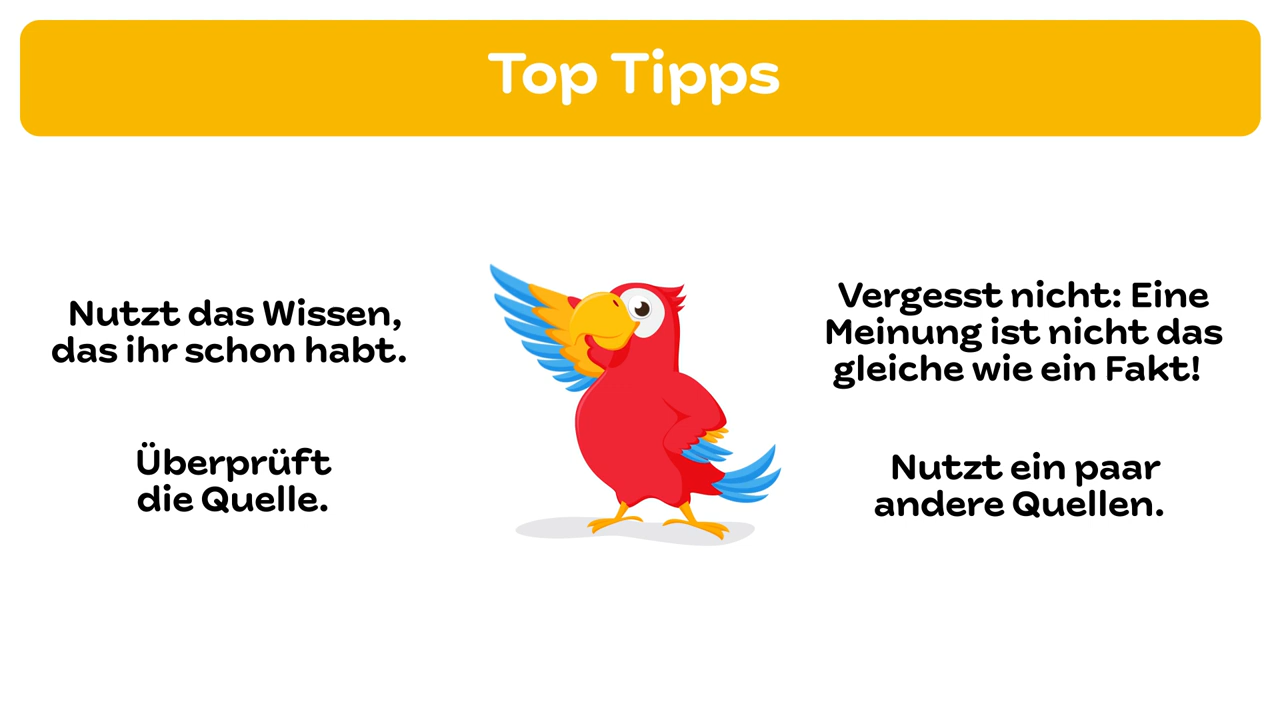 Top Tipps
Nutzt das Wissen,
das ihr schon habt.
Überprüft
die Quelle.
Vergesst nicht: Eine
Meinung ist nicht das
gleiche wie ein Fakt!
Nutzt ein paar
andere Quellen.